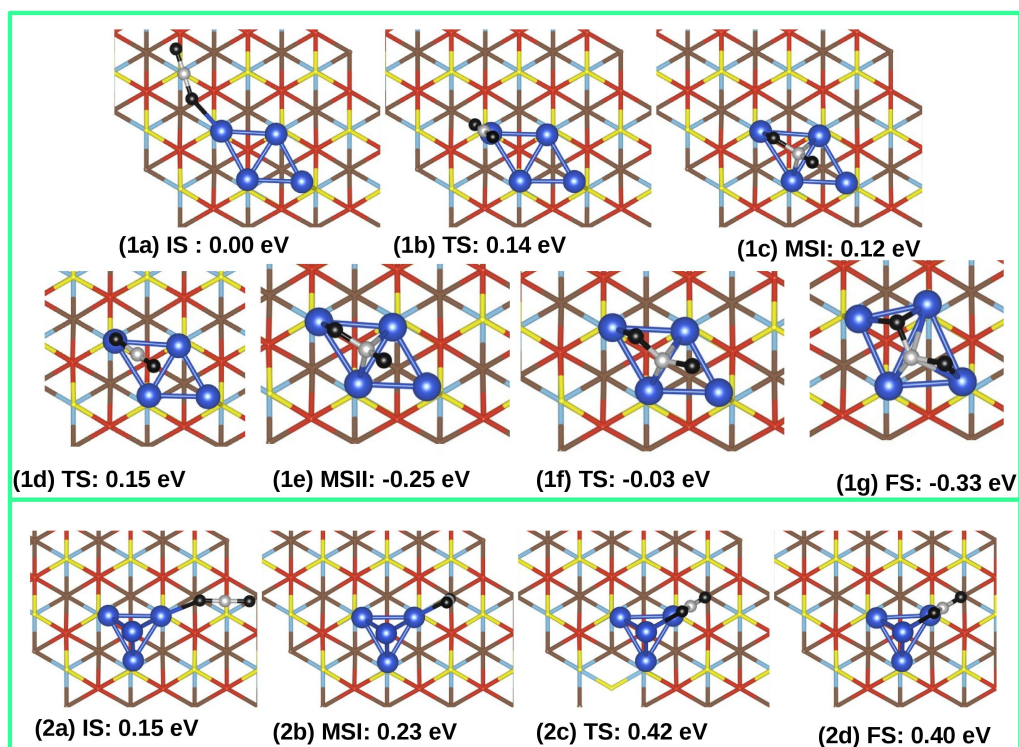 (1a) IS : 0.00 eV
(1b) TS: 0.14 eV
(1c) MSI: 0.12 eV
(1d) TS: 0.15 eV
(1e) MSII: -0.25 eV
(1f) TS: -0.03 eV
(1g) FS: -0.33 eV
(2a) IS: 0.15 eV
(2b) MSI: 0.23 eV
(2c) TS: 0.42 eV
(2d) FS: 0.40 eV